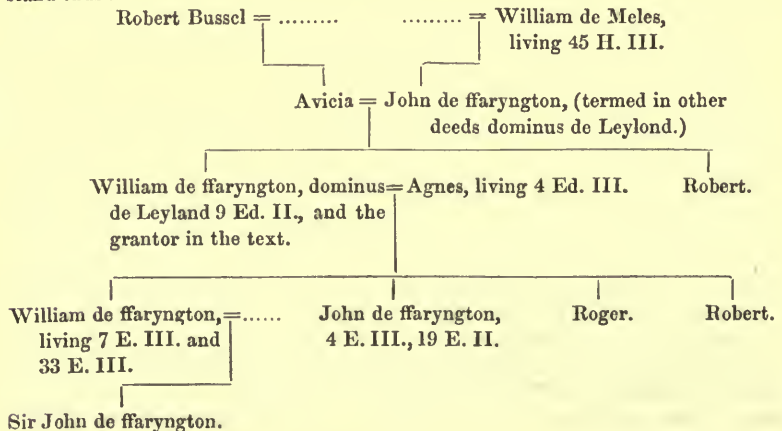 Robert Bussel = ......... ......... = William de Meles,
living 45 H. III.
Avicia = John de ffaryngton, (termed in other
deeds dominus de Leylond.)
William de ffaryngton, dominus = Agnes, living 4 Ed. III. Robert.
de Leyland 9 Ed. II., and the
grantor in the text.
William de ffaryngton, = ...... John de ffaryngton, Roger. Robert.
living 7 E. III. and 4 E. III., 19 E. II.
33 E. III.
Sir John de ffaryngton.